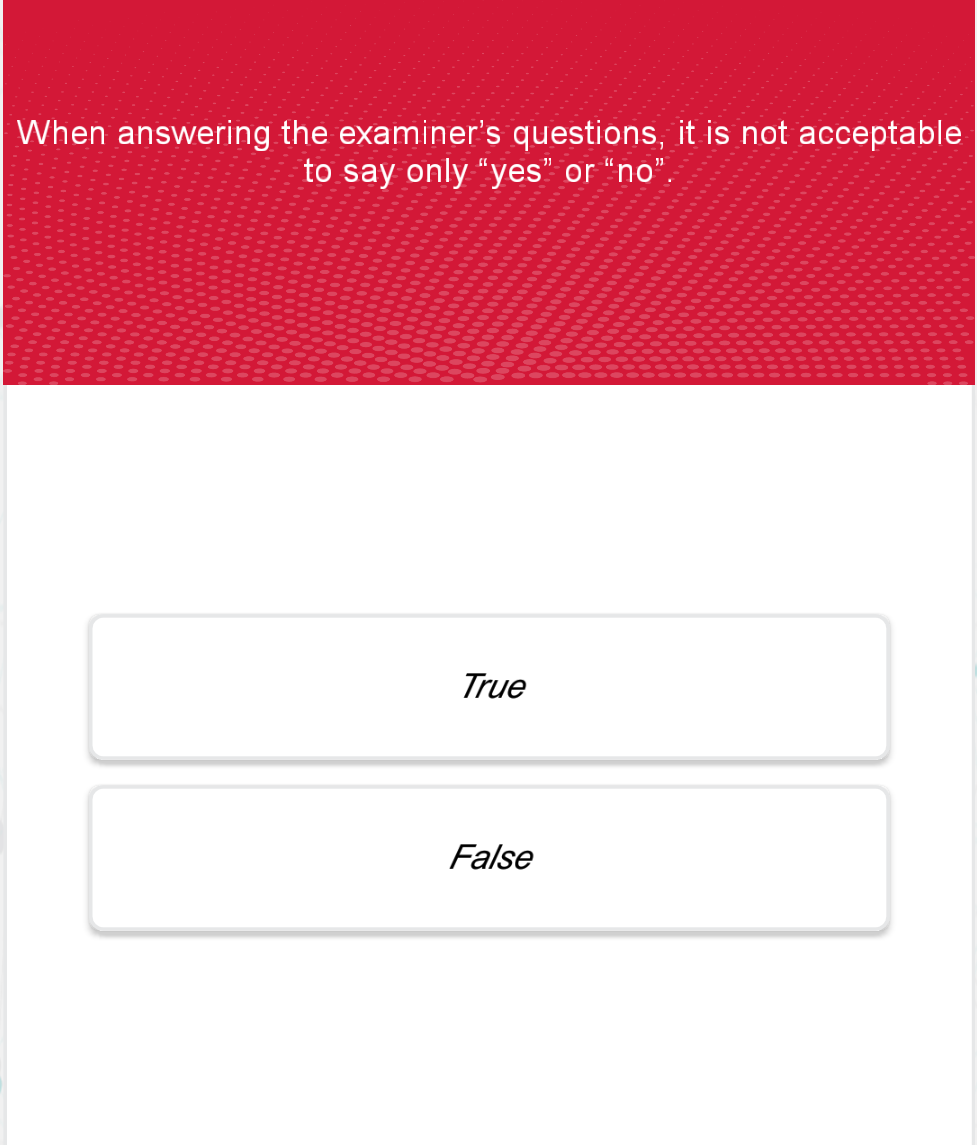 When answering the examiner’s questions, it is not acceptable
to say only “yes” or “no”.
True
False